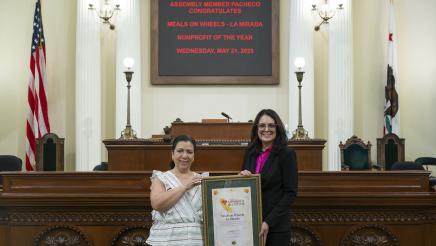 ASSEMBLY MEMBER PACHECO
CONGRATULATES
MEALS ON WHEELS - LA MIRADA
NONPROFIT OF THE
YEAR
WEDNESDAY, MAY 21, 2025